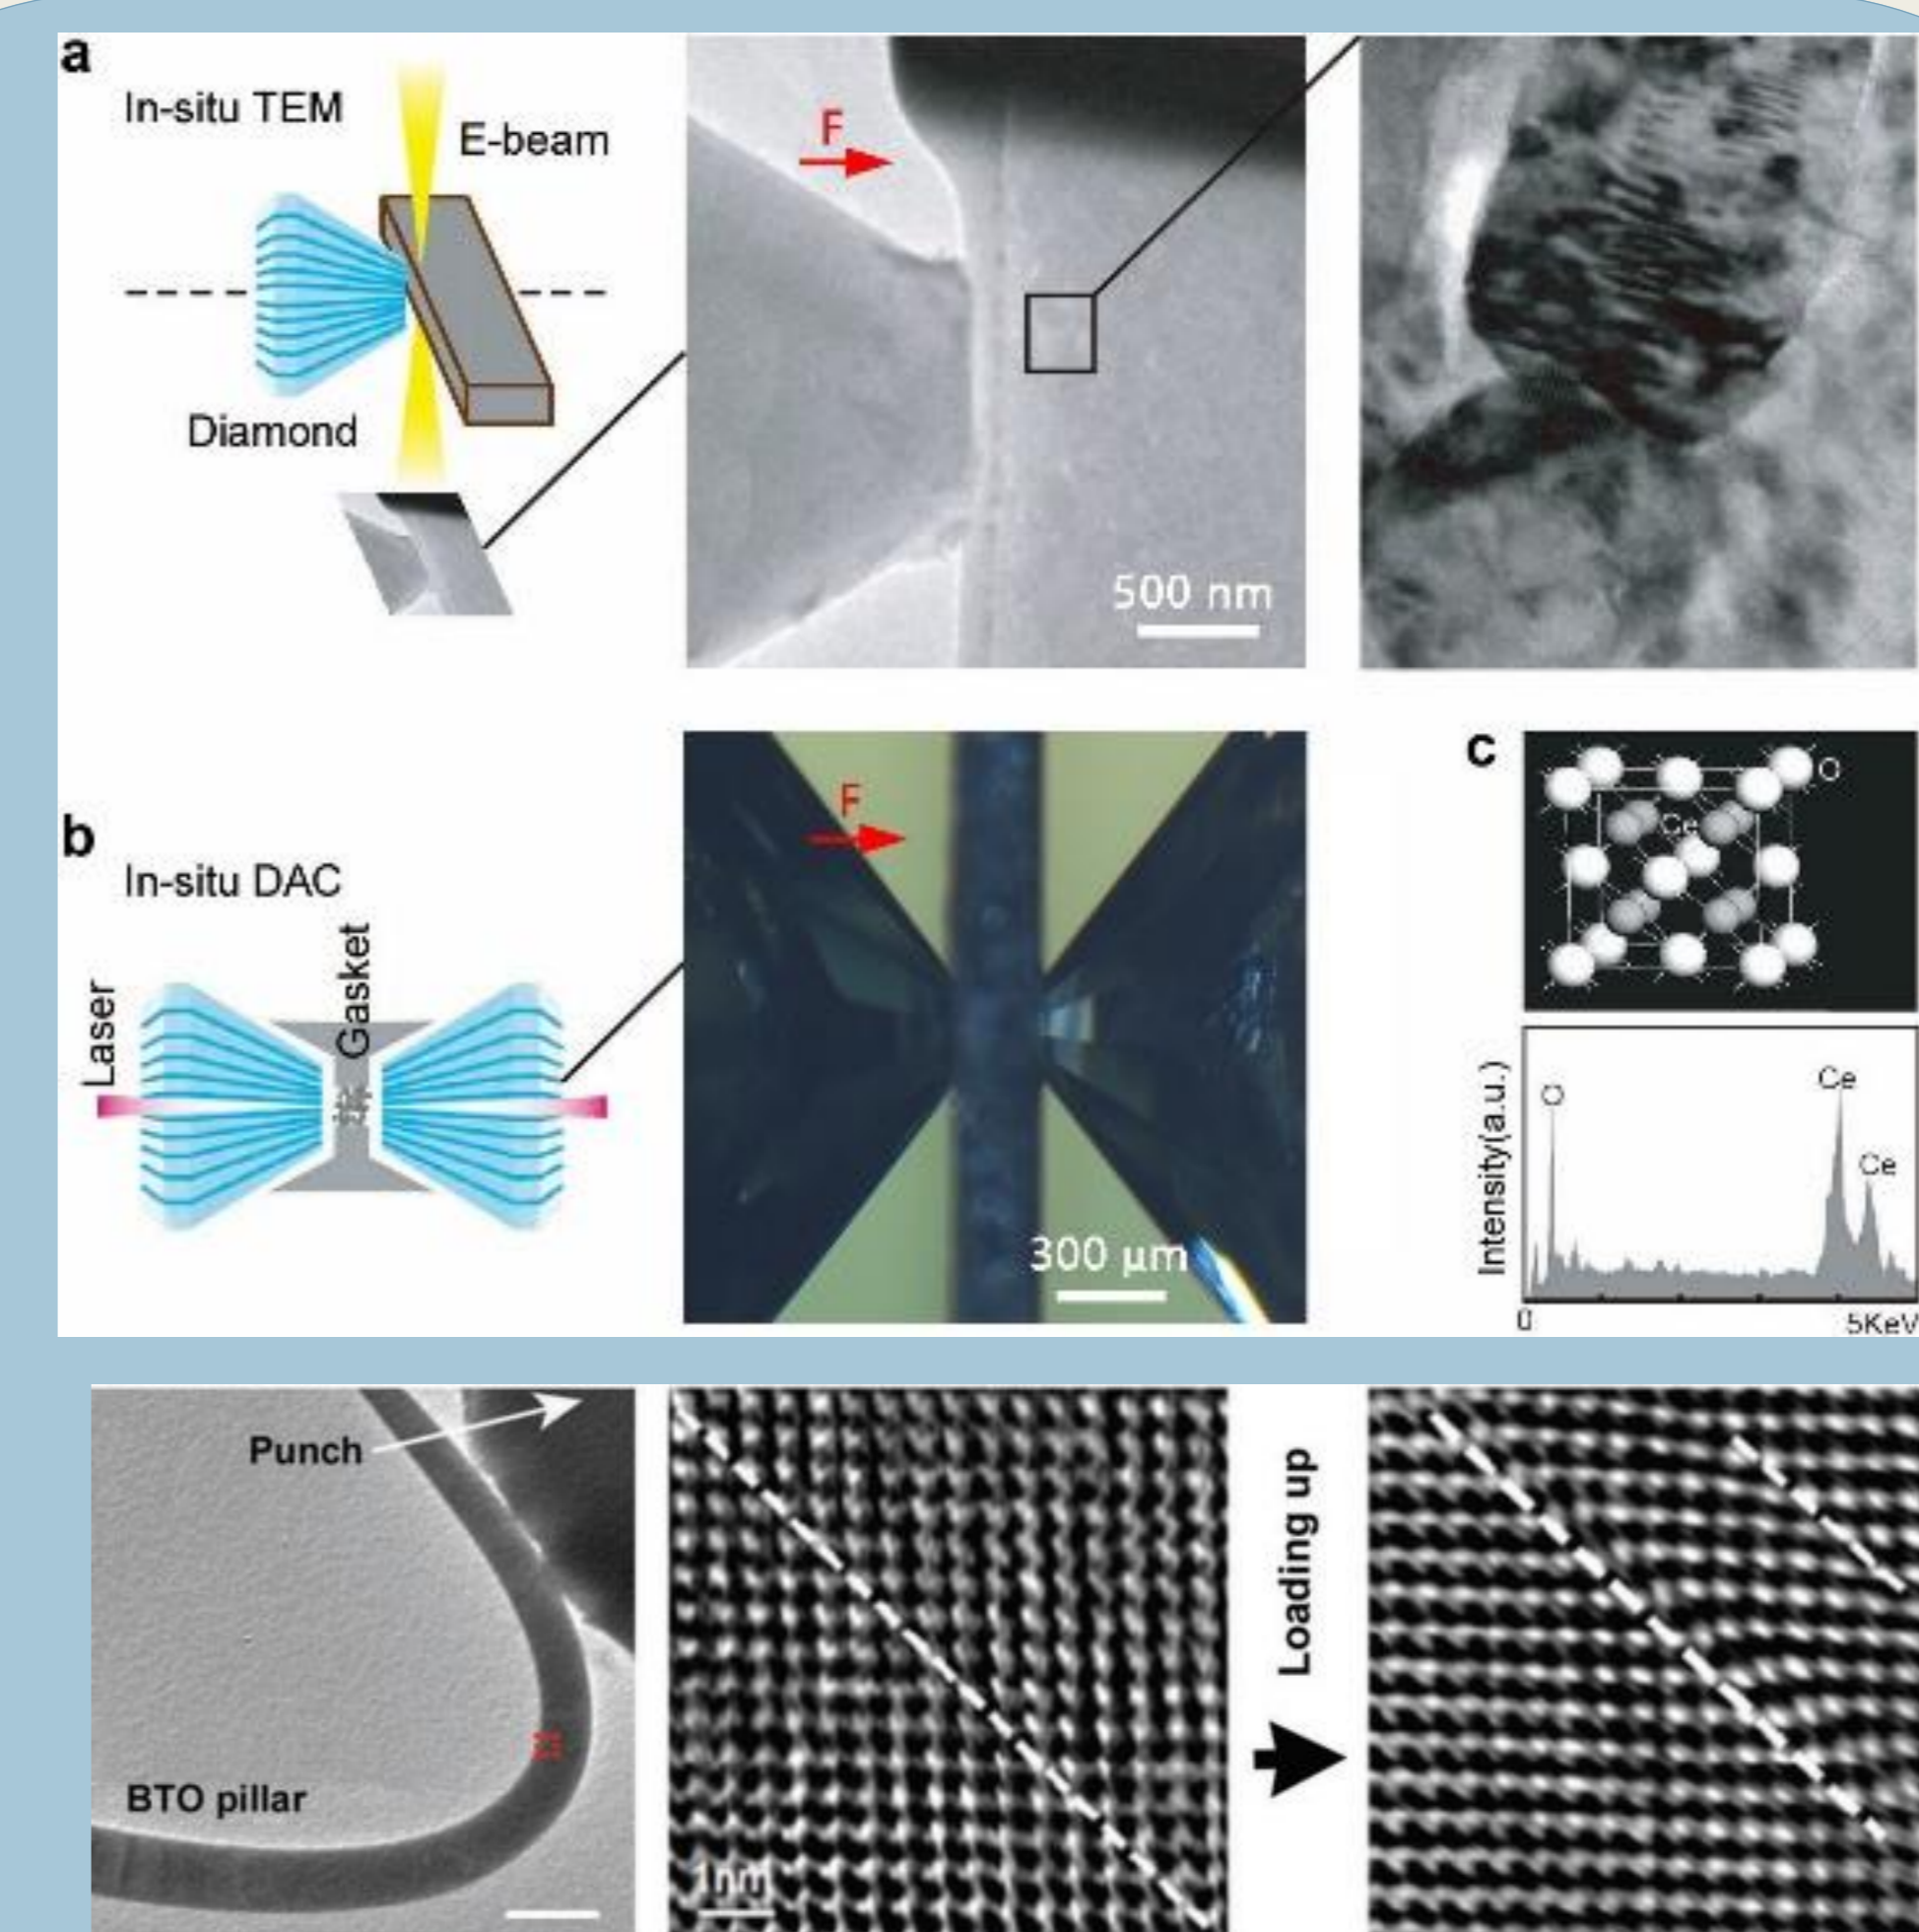 a
In-situ TEM
E-beam
Diamond
F
500 nm
b
In-situ DAC
Laser
Gasket
F
300 µm
c
O
Ce
Intensity(a.u.)
O
Ce
Ce
0
5KeV
Punch
BTO pillar
1nm
Loading up